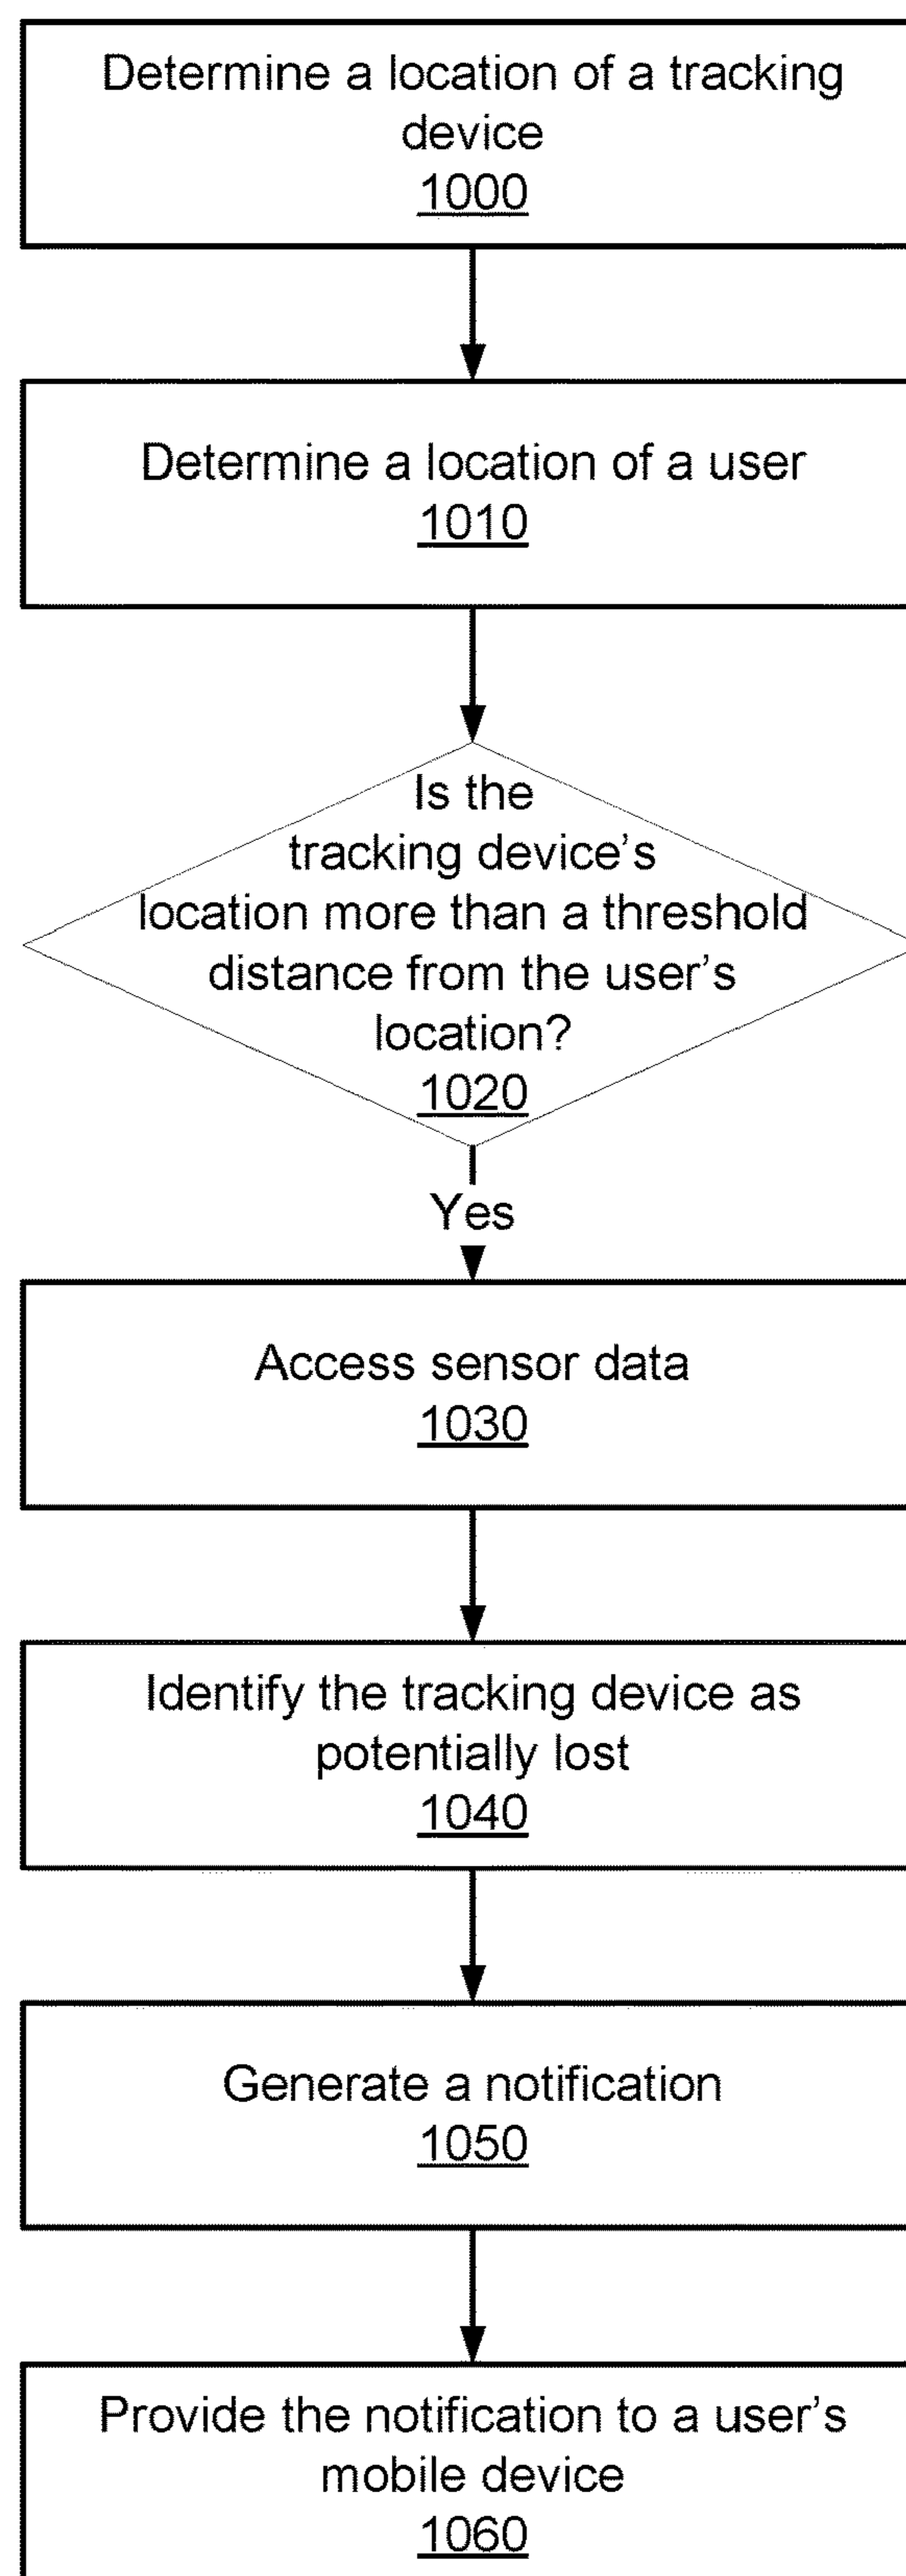 Determine a location of a tracking
device
1000
Determine a location of a user
1010
Is the
tracking device's
location more than a threshold
distance from the user's
location?
1020
Yes
Access sensor data
1030
Identify the tracking device as
potentially lost
1040
Generate a notification
1050
Provide the notification to a user's
mobile device
1060